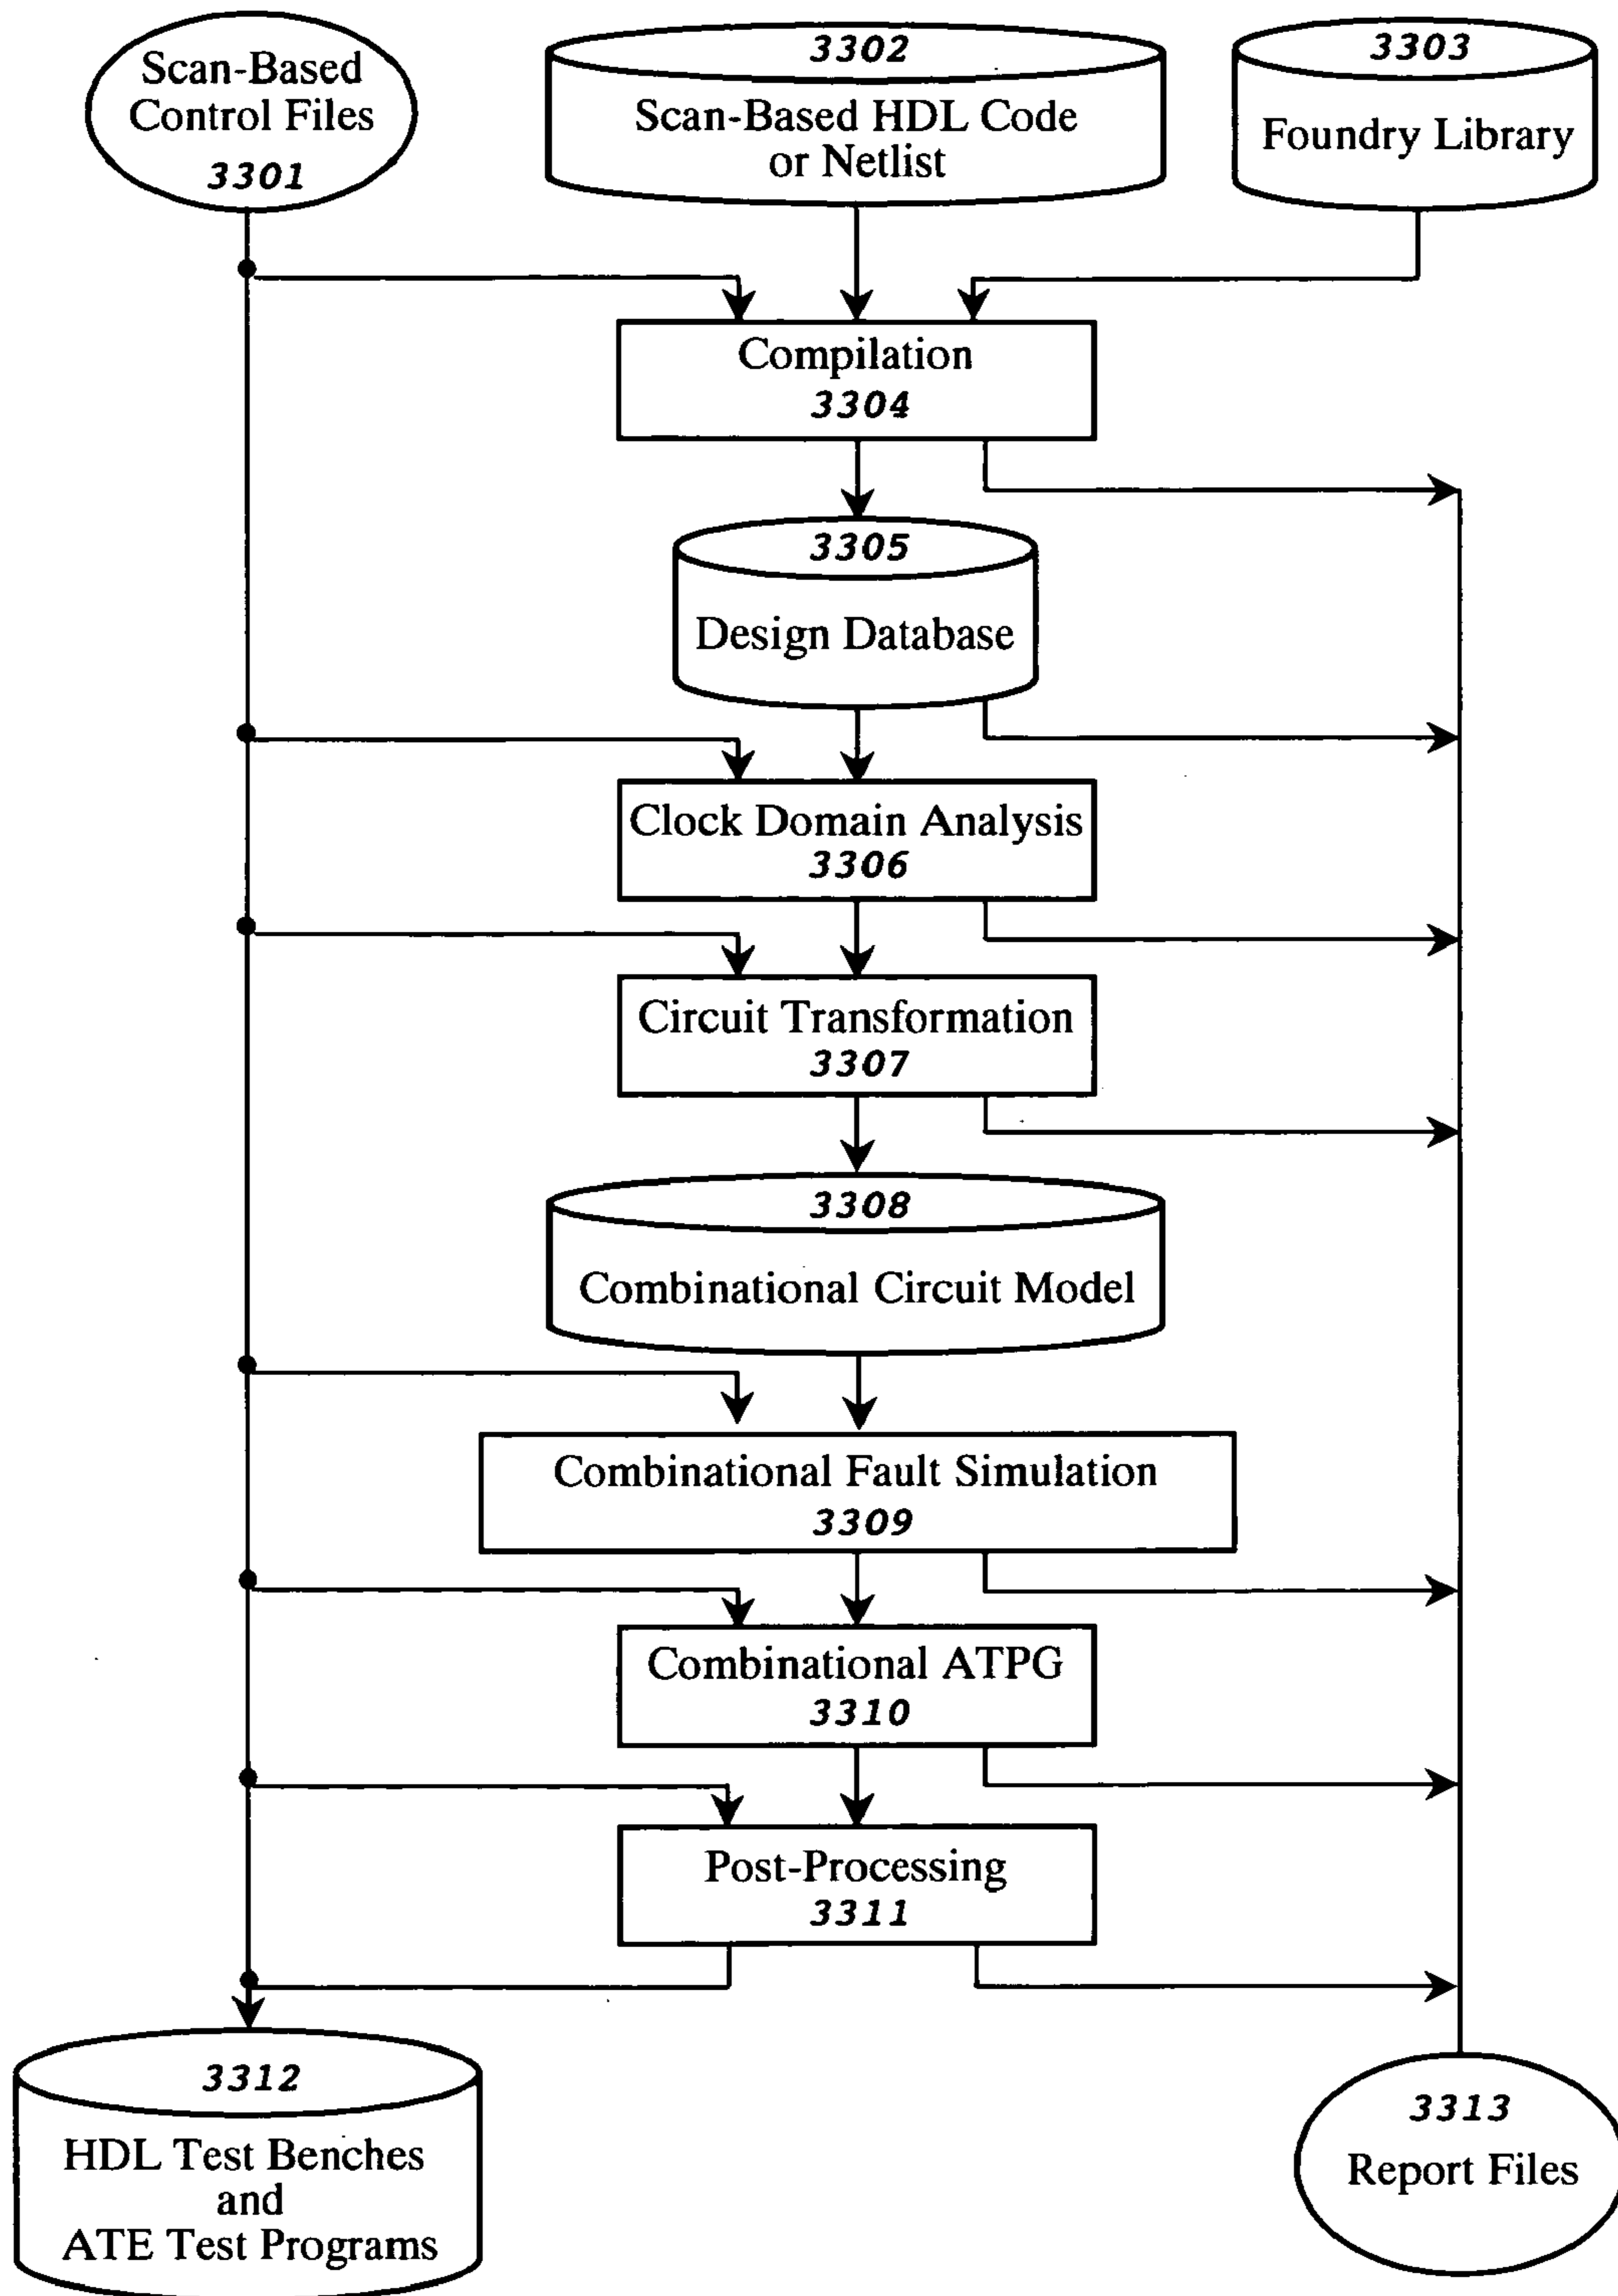 Scan-Based
Control Files
3301
3302
Scan-Based HDL Code
or Netlist
3303
Foundry Library
Compilation
3304
3305
Design Database
Clock Domain Analysis
3306
Circuit Transformation
3307
3308
Combinational Circuit Model
Combinational Fault Simulation
3309
Combinational ATPG
3310
Post-Processing
3311
3312
HDL Test Benches
and
ATE Test Programs
3313
Report Files